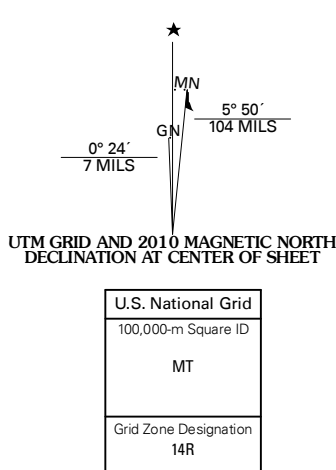 MN
5° 50´
104 MILS
GN
0° 24´
7 MILS
UTM GRID AND 2010 MAGNETIC NORTH
DECLINATION AT CENTER OF SHEET
U.S. National Grid
100,000-m Square ID
MT
Grid Zone Designation
14R